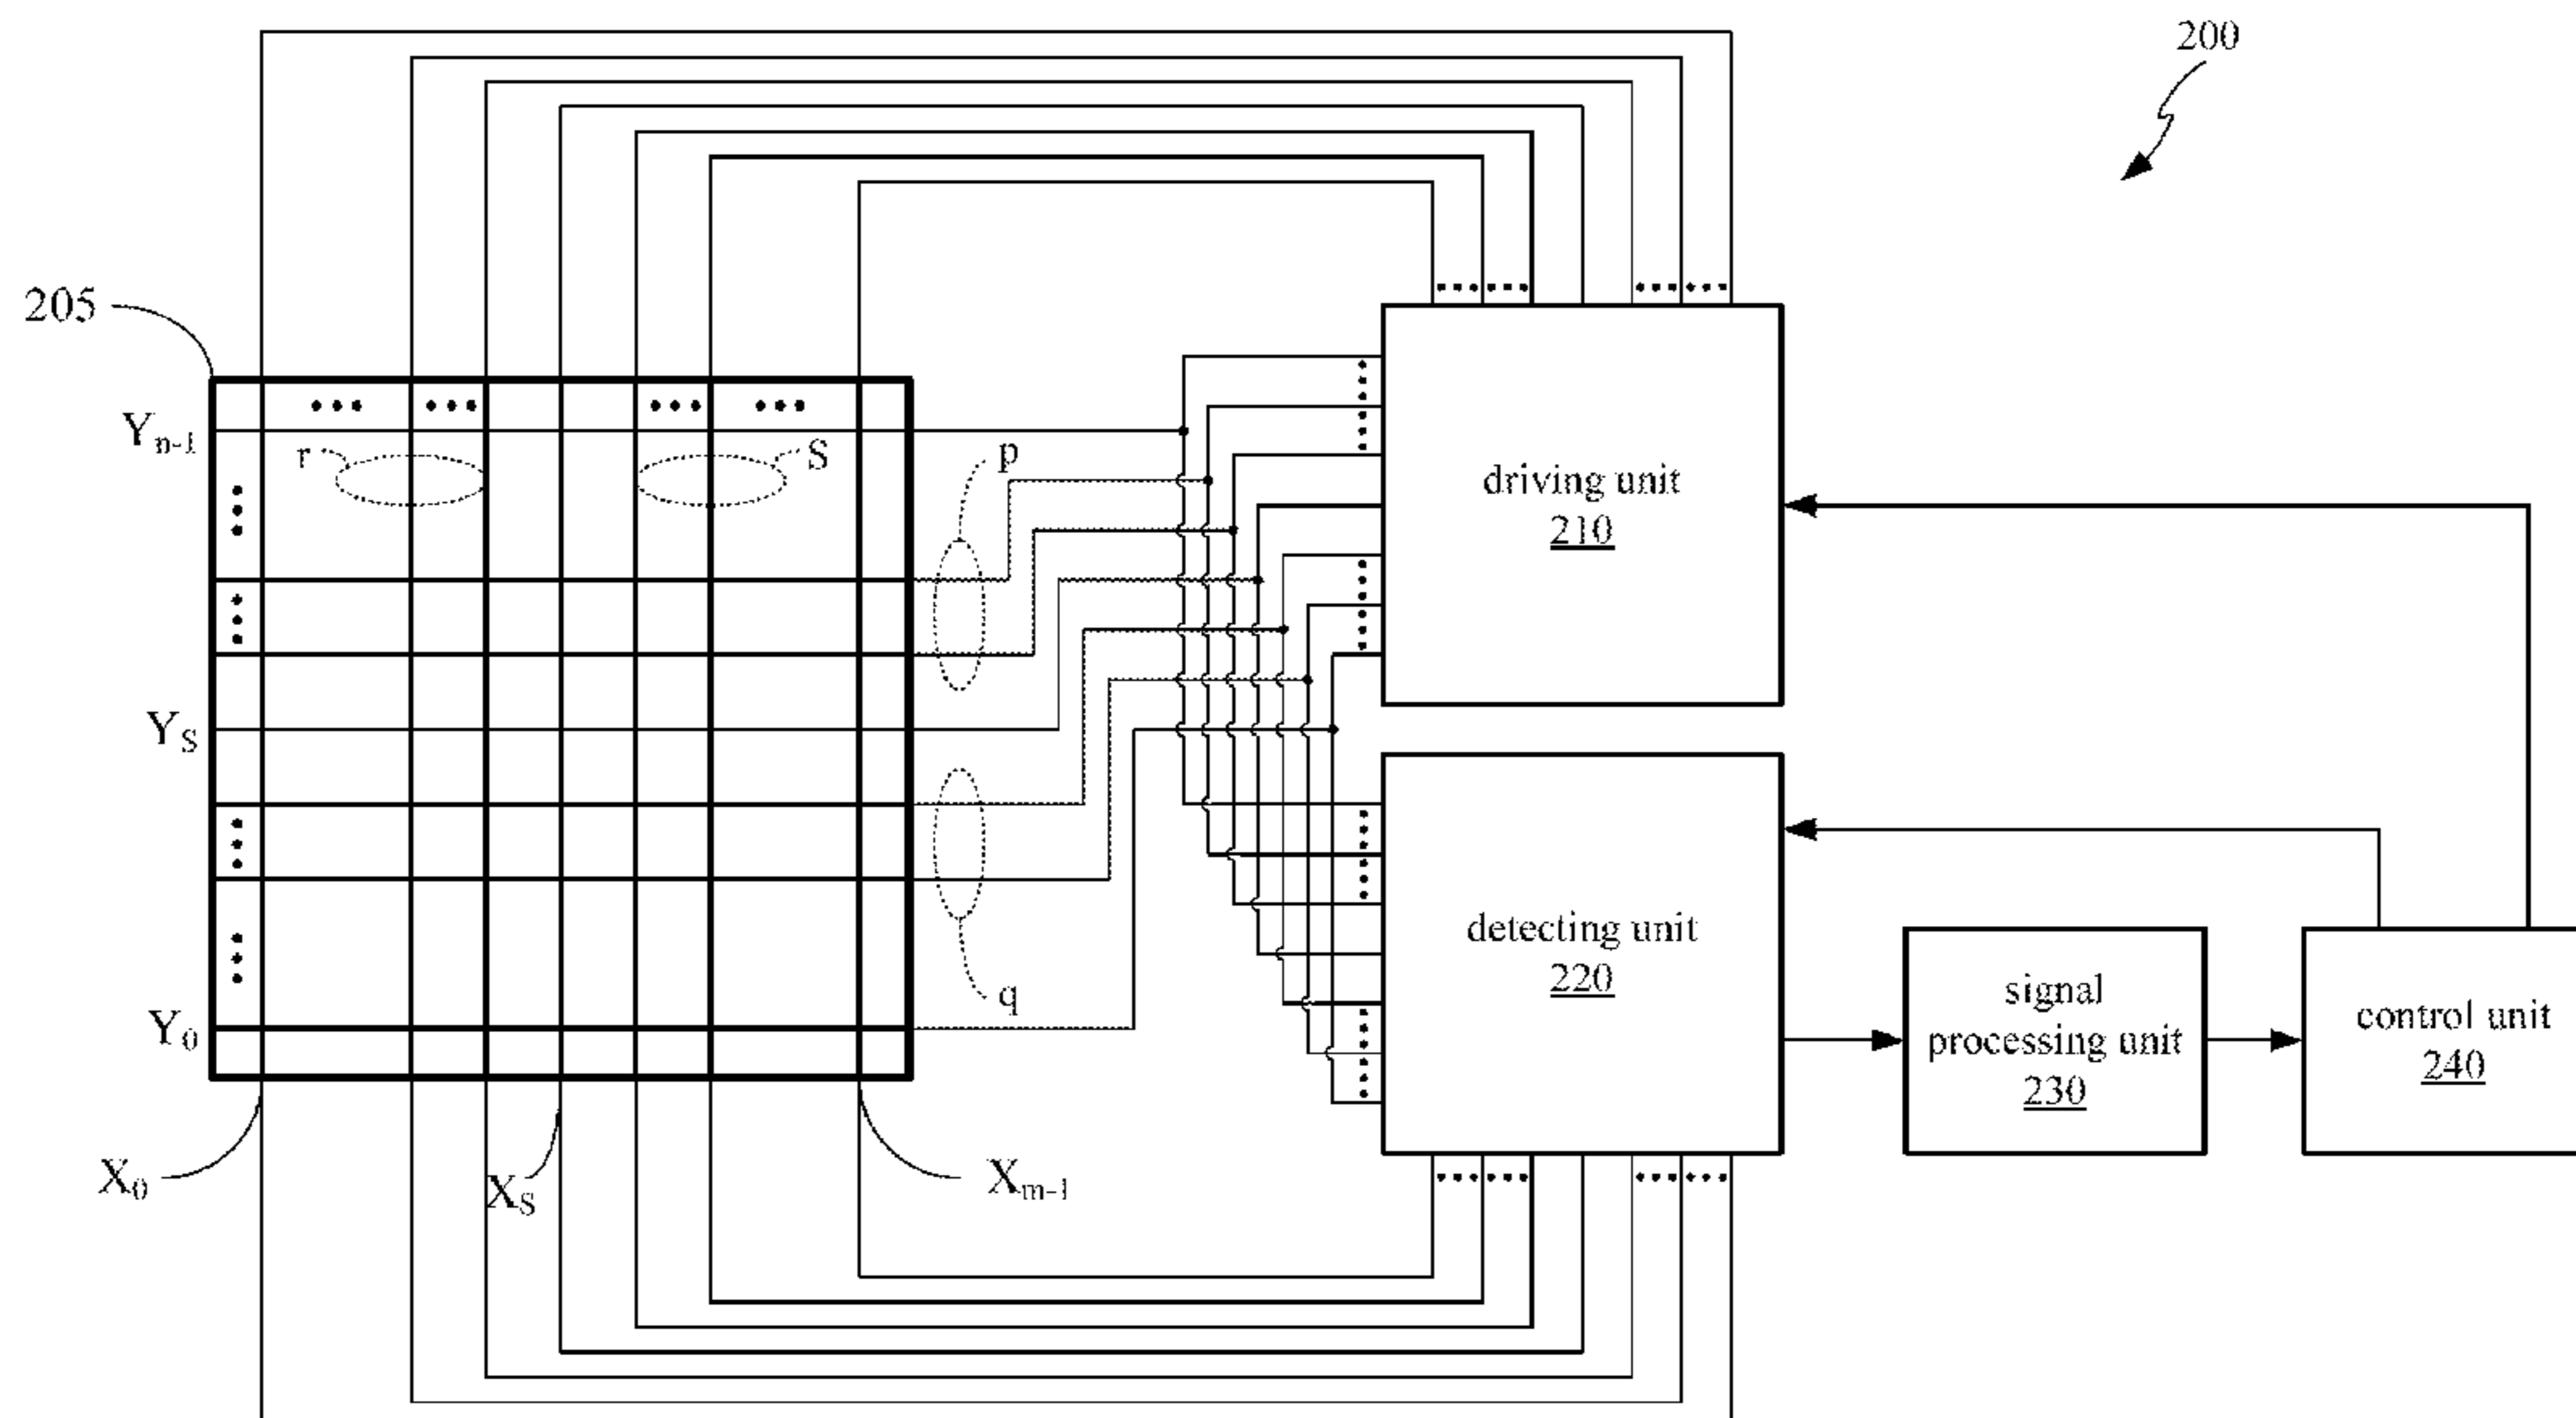 200
205
Yn-1
r
S
p
driving unit
210
YS
detecting unit
220
q
Y0
signal
processing unit
230
control unit
240
X0
XS
Xm-1